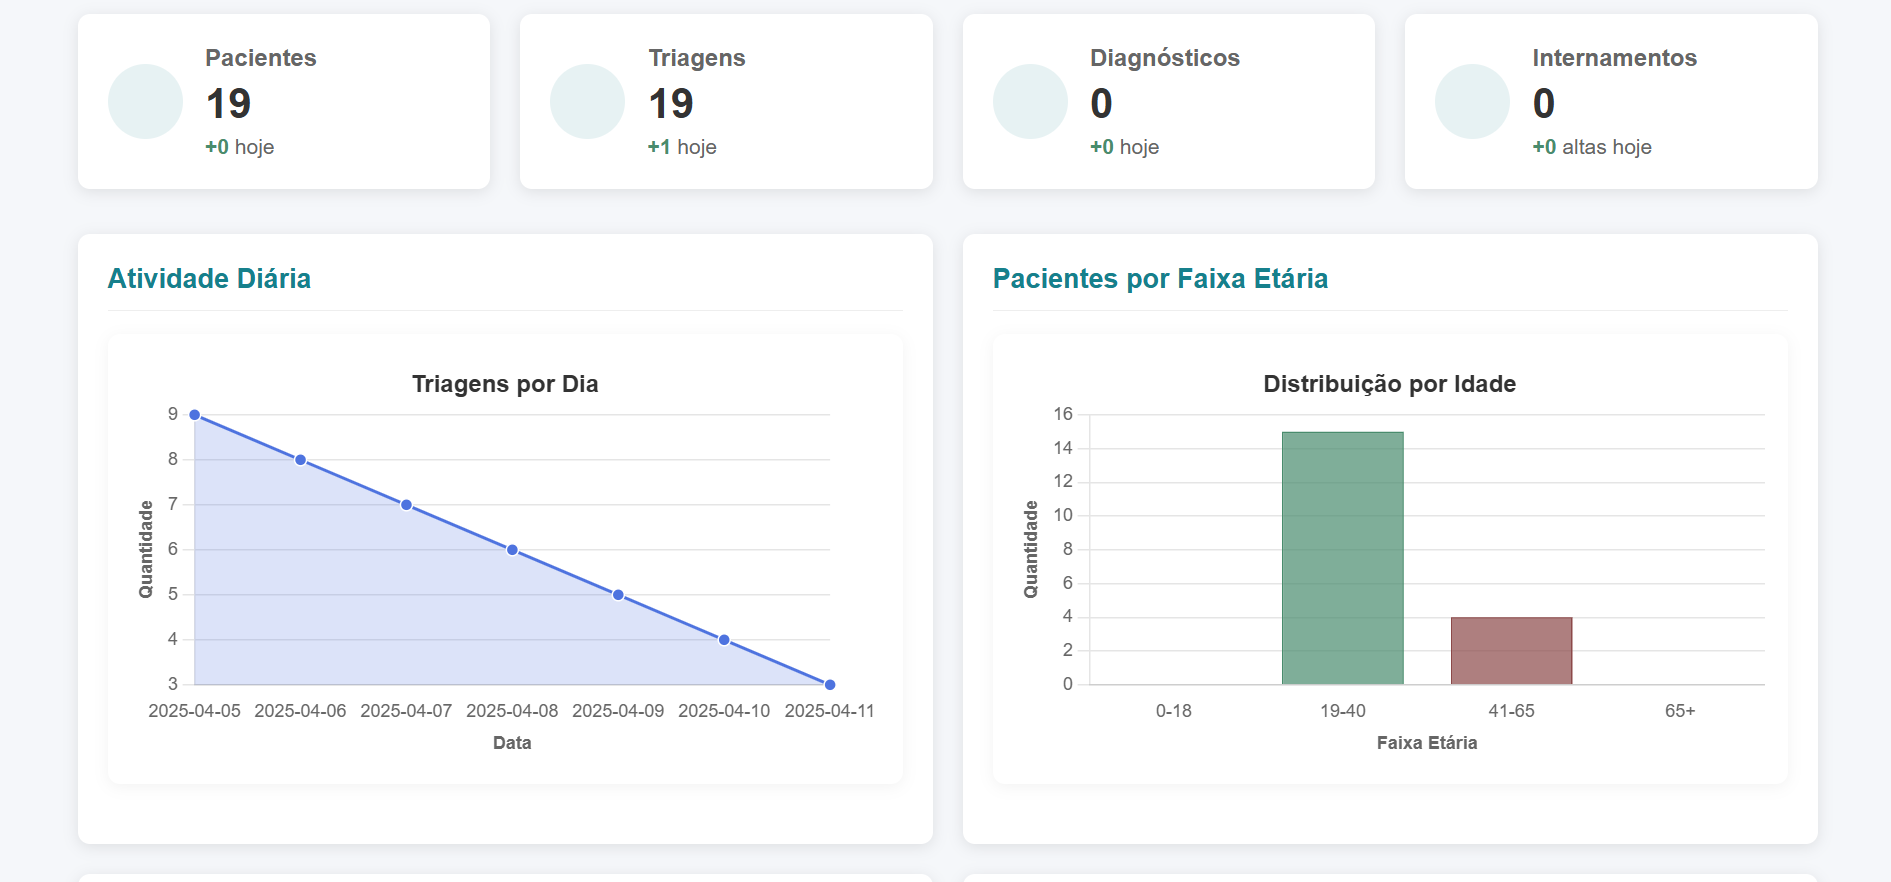 Pacientes
19
+0 hoje
Triagens
19
+1 hoje
Diagnósticos
0
+0 hoje
Internamentos
0
+0 altas hoje
Atividade Diária
Triagens por Dia
Quantidade
9
8
7
6
5
4
3
2025-04-05 2025-04-06 2025-04-07 2025-04-08 2025-04-09 2025-04-10 2025-04-11
Data
Pacientes por Faixa Etária
Distribuição por Idade
Quantidade
16
14
12
10
8
6
4
2
0
0-18 19-40 41-65 65+
Faixa Etária